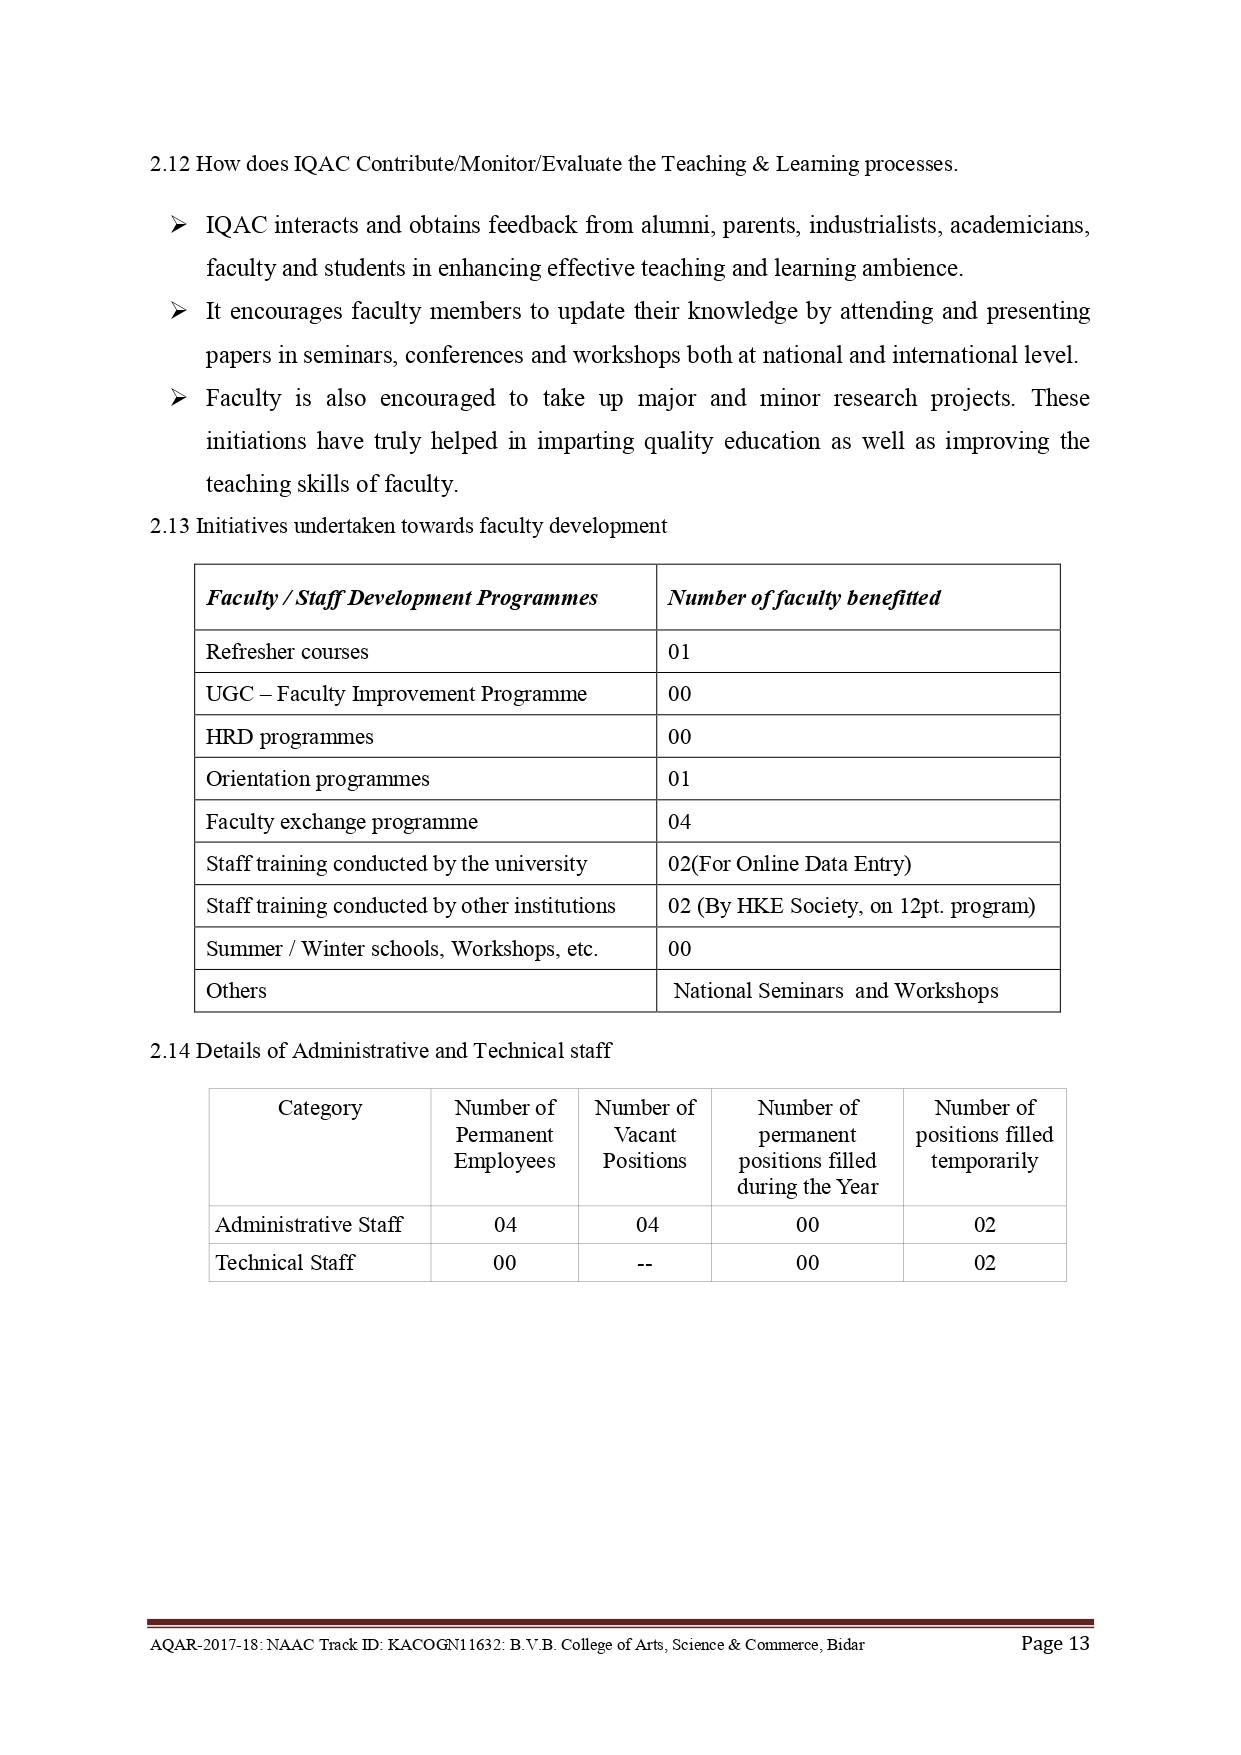 2.12 How does IQAC Contribute/Monitor/Evaluate the Teaching & Learning processes.
➢ IQAC interacts and obtains feedback from alumni, parents, industrialists, academicians,
faculty and students in enhancing effective teaching and learning ambience.
➢ It encourages faculty members to update their knowledge by attending and presenting
papers in seminars, conferences and workshops both at national and international level.
➢ Faculty is also encouraged to take up major and minor research projects. These
initiations have truly helped in imparting quality education as well as improving the
teaching skills of faculty.
2.13 Initiatives undertaken towards faculty development
Faculty / Staff Development Programmes Number of faculty benefitted
Refresher courses 01
UGC – Faculty Improvement Programme 00
HRD programmes 00
Orientation programmes 01
Faculty exchange programme 04
Staff training conducted by the university 02(For Online Data Entry)
Staff training conducted by other institutions 02 (By HKE Society, on 12pt. program)
Summer / Winter schools, Workshops, etc. 00
Others National Seminars and Workshops
2.14 Details of Administrative and Technical staff
Category Number of Number of Number of Number of
Permanent Vacant permanent positions filled
Employees Positions positions filled temporarily
during the Year
Administrative Staff 04 04 00 02
Technical Staff 00 -- 00 02
AQAR-2017-18: NAAC Track ID: KACOGN11632: B.V.B. College of Arts, Science & Commerce, Bidar Page 13